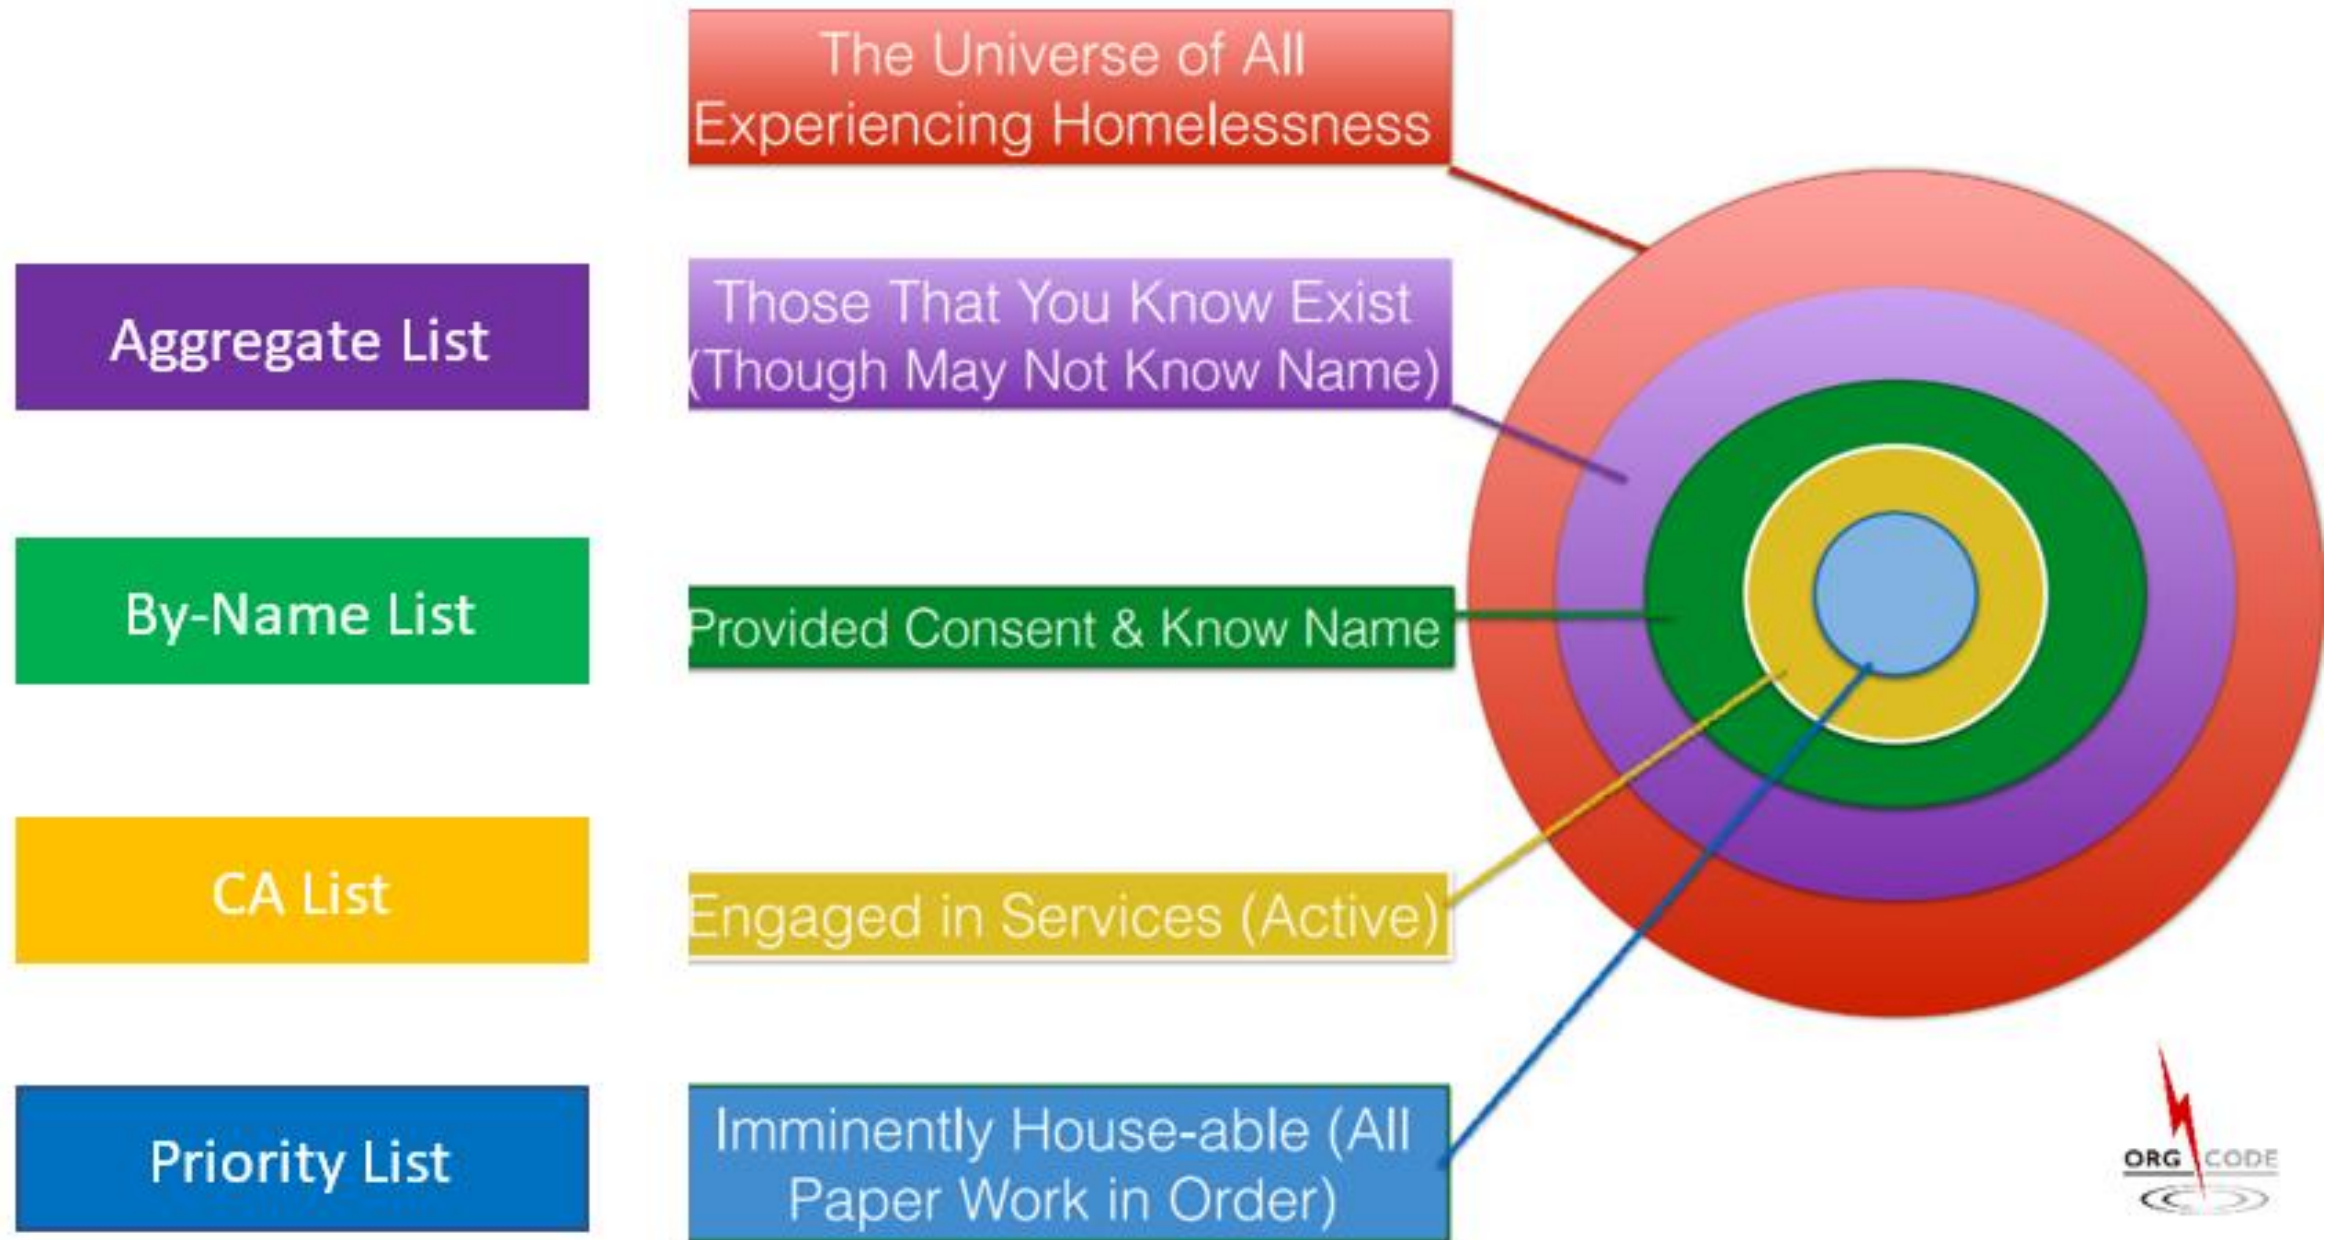 The Universe of All
Experiencing Homelessness
Aggregate List
Those That You Know Exist
(Though May Not Know Name)
By-Name List
Provided Consent & Know Name
CA List
Engaged in Services (Active)
Priority List
Imminently House-able (All
Paper Work in Order)
ORG CODE